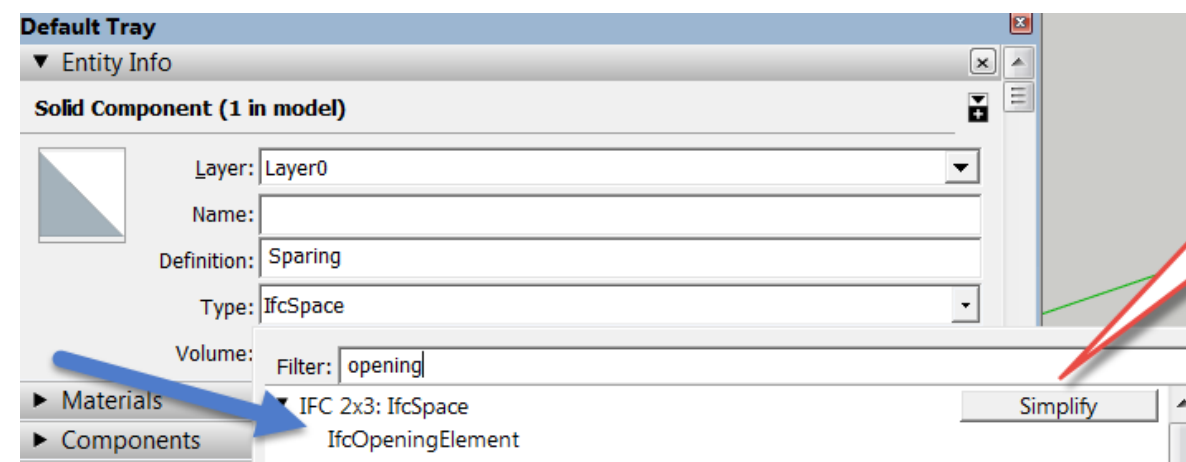 Default Tray
Entity Info
Solid Component (1 in model)
Layer: Layer0
Name:
Definition: Sparing
Type: IfcSpace
Volume:
Filter: opening
Materials
IFC 2x3: IfcSpace
Simplify
Components
IfcOpeningElement